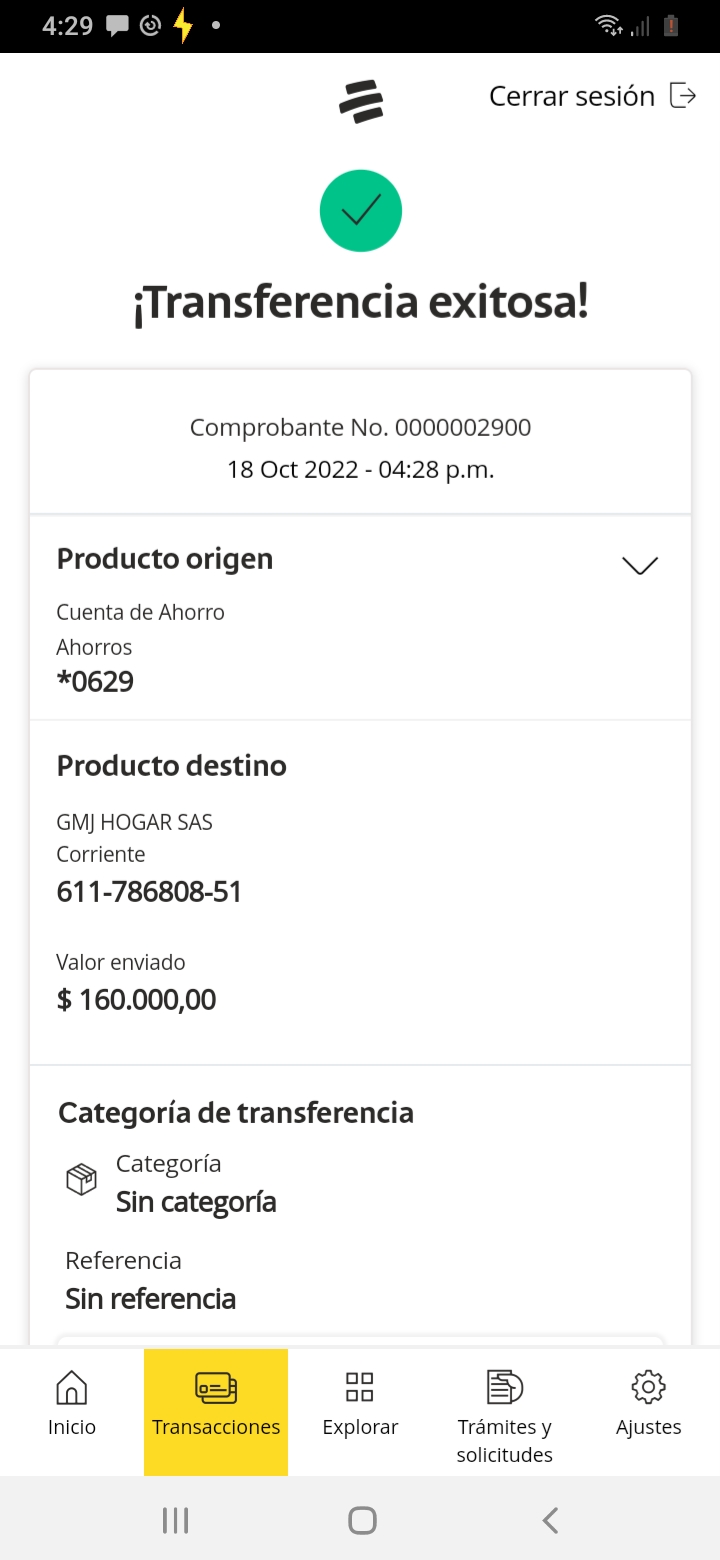 4:29
Cerrar sesión
¡Transferencia exitosa!
Comprobante No. 0000002900
18 Oct 2022 - 04:28 p.m.
Producto origen
Cuenta de Ahorro
Ahorros
*0629
Producto destino
GMJ HOGAR SAS
Corriente
611-786808-51
Valor enviado
$ 160.000,00
Categoría de transferencia
Categoría
Sin categoría
Referencia
Sin referencia
Inicio
Transacciones
Explorar
Trámites y
solicitudes
Ajustes